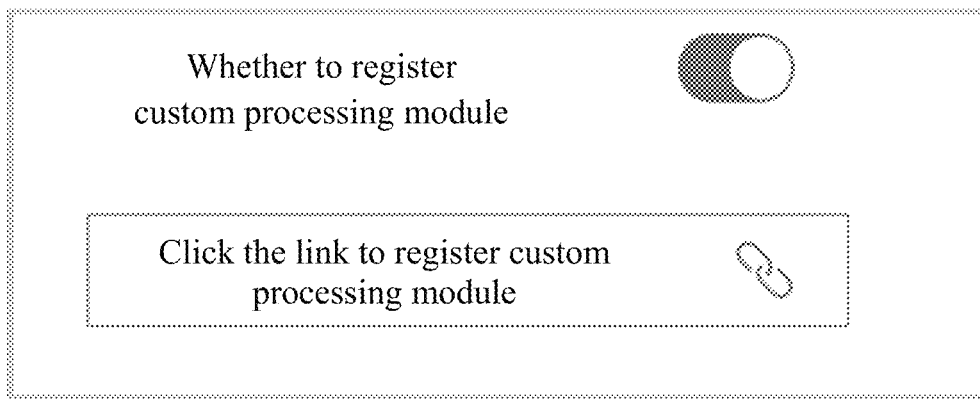 Whether to register
custom processing module
Click the link to register custom
processing module